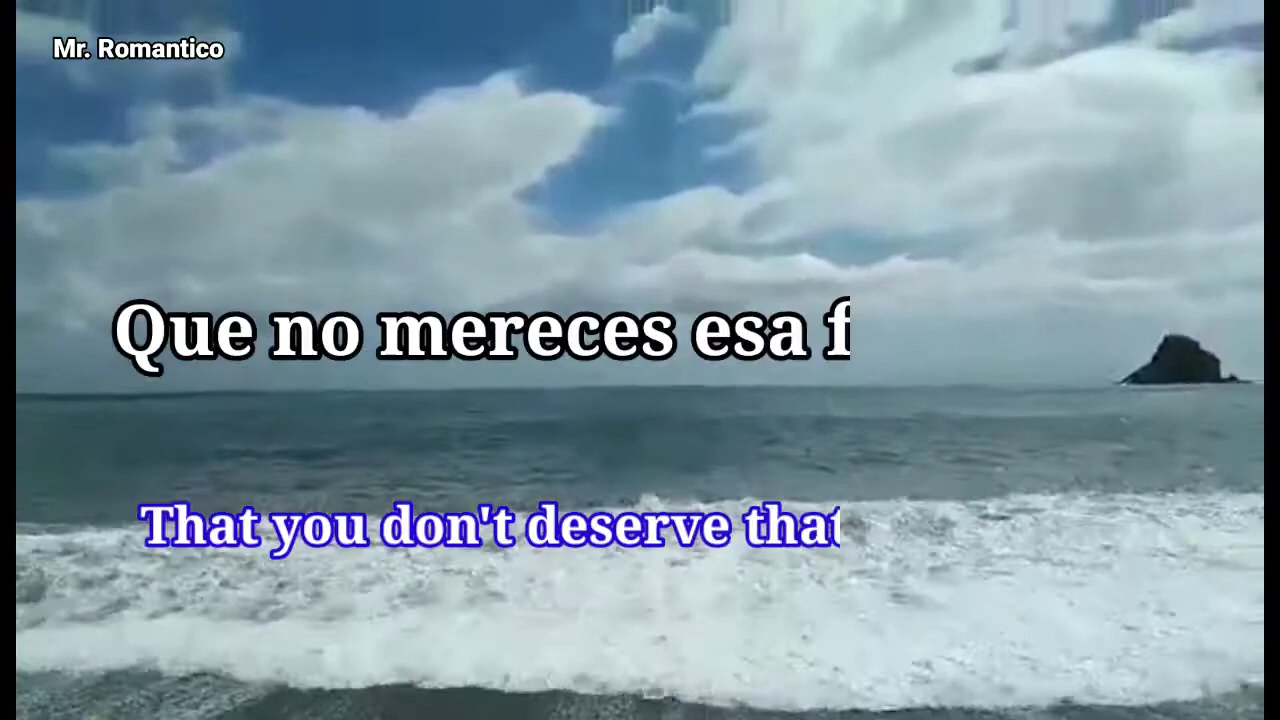 Mr. Romantico
Que no mereces esa
That you don't deserve that